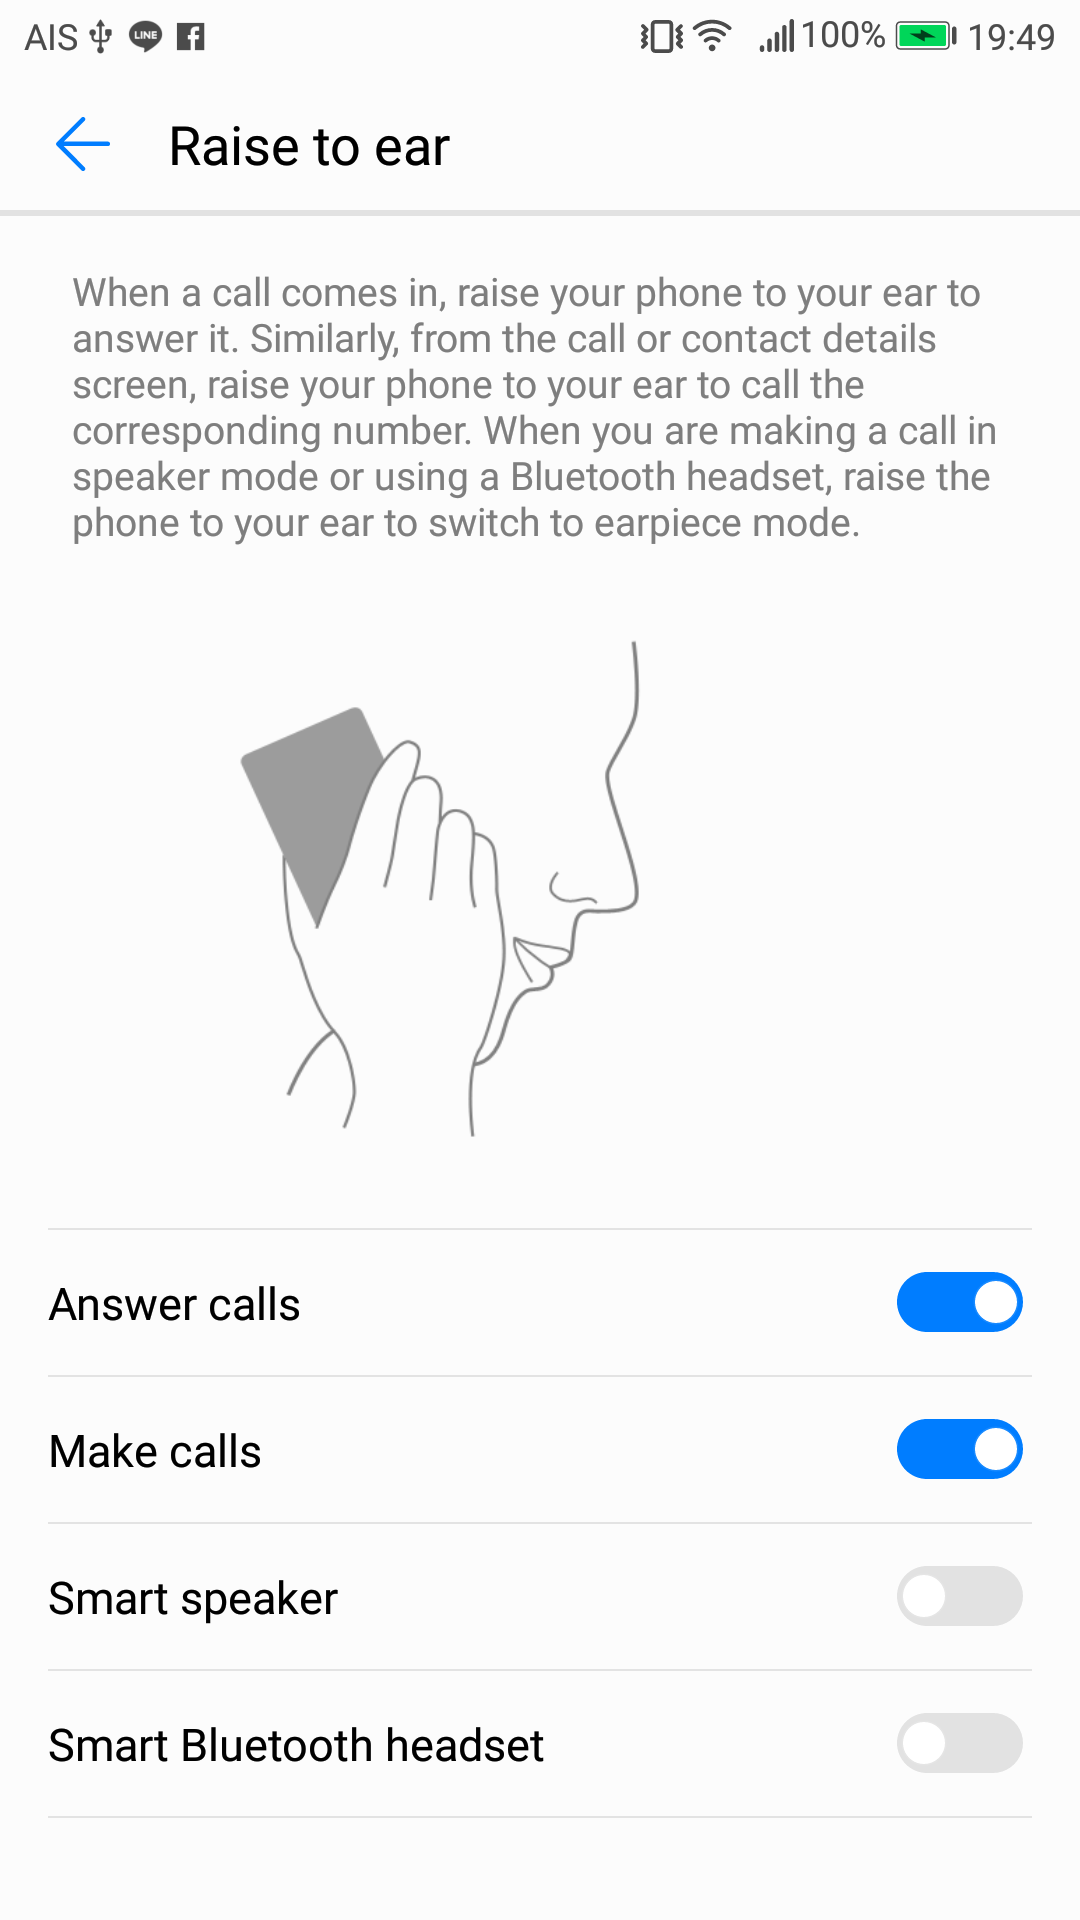 AIS LINE 100% 19:49
Raise to ear
When a call comes in, raise your phone to your ear to
answer it. Similarly, from the call or contact details
screen, raise your phone to your ear to call the
corresponding number. When you are making a call in
speaker mode or using a Bluetooth headset, raise the
phone to your ear to switch to earpiece mode.
Answer calls
Make calls
Smart speaker
Smart Bluetooth headset